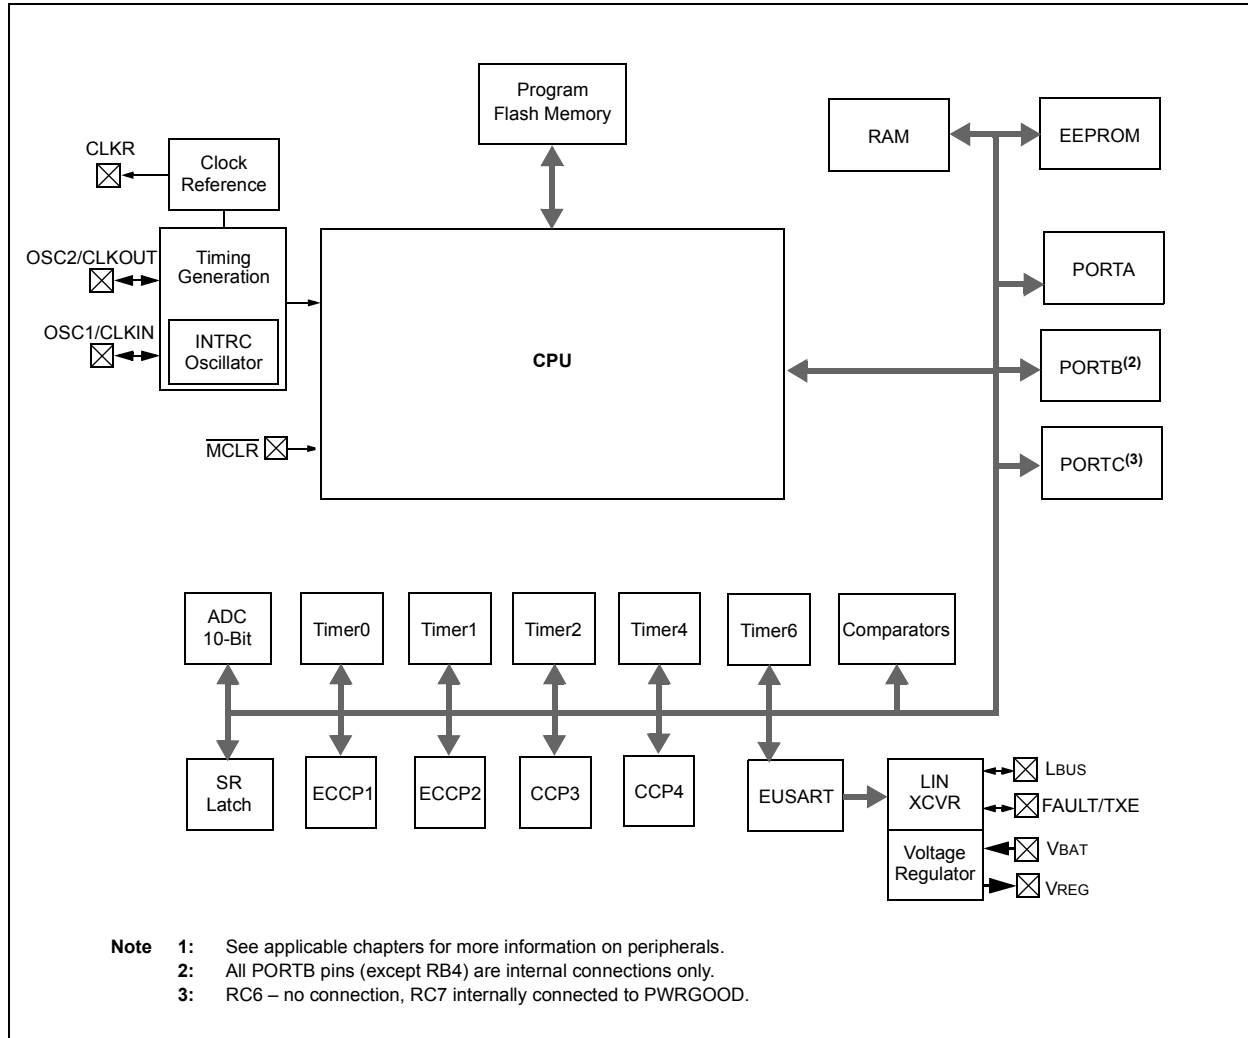 Program
Flash Memory
RAM
EEPROM
CLKR
Clock
Reference
OSC2/CLKOUT
Timing
Generation
PORTA
OSC1/CLKIN
INTRC
Oscillator
CPU
PORTB(2)
MCLR
PORTC(3)
ADC
10-Bit
Timer0
Timer1
Timer2
Timer4
Timer6
Comparators
SR
Latch
ECCP1
ECCP2
CCP3
CCP4
EUSART
LIN
XCVR
LBUS
FAULT/TXE
Voltage
Regulator
VBAT
VREG
Note 1: See applicable chapters for more information on peripherals.
2: All PORTB pins (except RB4) are internal connections only.
3: RC6 – no connection, RC7 internally connected to PWRGOOD.